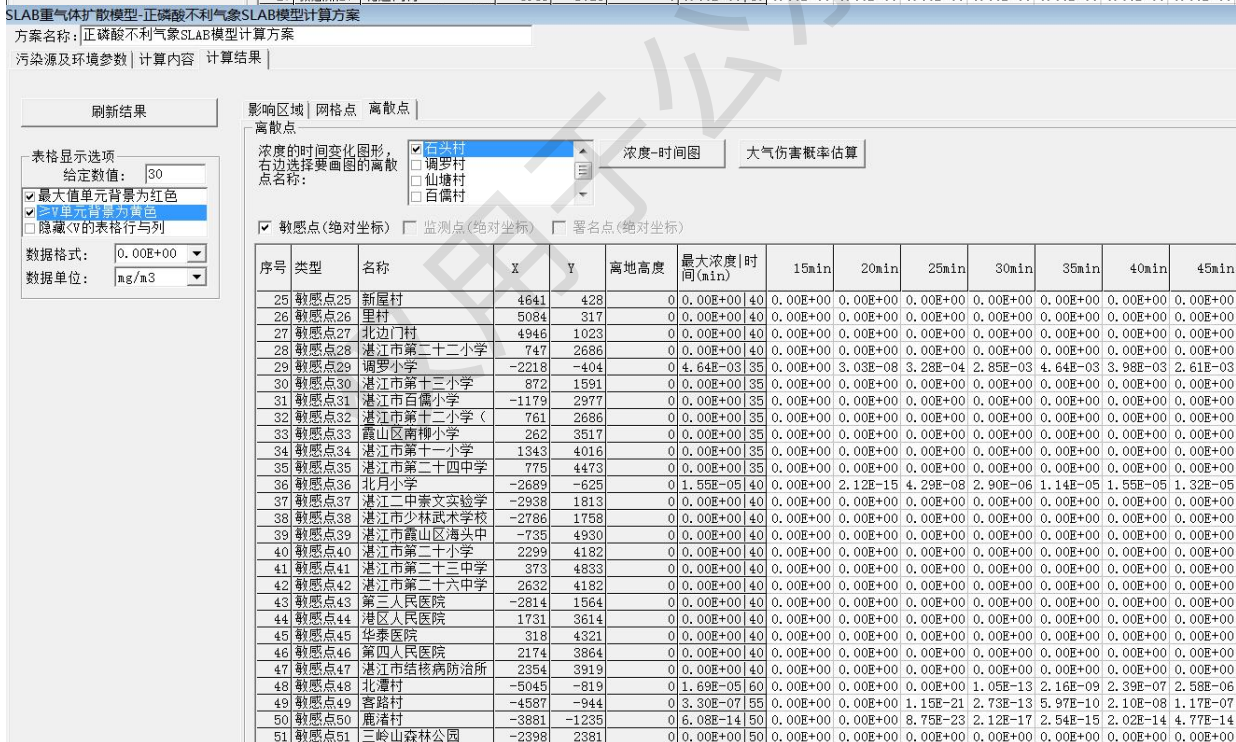 SLAB重气体扩散模型-正磷酸不利气象SLAB模型计算方案
方案名称: 正磷酸不利气象SLAB模型计算方案
污染源及环境参数 计算内容 计算结果
刷新结果
表格显示选项
给定数值: 30
最大值单元背景为红色
≥V单元背景为黄色
隐藏<V的表格行与列
数据格式: 0.00E+00
数据单位: mg/m3
影响区域 网格点 离散点
离散点
浓度的时间变化图形,
右边选择要画图的离散
点名称:
石头村
调罗村
仙塘村
百儒村
浓度-时间图 大气伤害概率估算
敏感点(绝对坐标) 监测点(绝对坐标) 署名点(绝对坐标)
序号 类型 名称 X Y 离地高度 最大浓度|时间(min) 15min 20min 25min 30min 35min 40min 45min
25 敏感点25 新屋村 4641 428 0 0.00E+00|40 0.00E+00 0.00E+00 0.00E+00 0.00E+00 0.00E+00 0.00E+00 0.00E+00
26 敏感点26 里村 5084 317 0 0.00E+00|40 0.00E+00 0.00E+00 0.00E+00 0.00E+00 0.00E+00 0.00E+00 0.00E+00
27 敏感点27 北边门村 4946 1023 0 0.00E+00|40 0.00E+00 0.00E+00 0.00E+00 0.00E+00 0.00E+00 0.00E+00 0.00E+00
28 敏感点28 湛江市第二十二小学 747 2686 0 0.00E+00|40 0.00E+00 0.00E+00 0.00E+00 0.00E+00 0.00E+00 0.00E+00 0.00E+00
29 敏感点29 调罗小学 -2218 -404 0 4.64E-03|35 0.00E+00 3.03E-08 3.28E-04 2.85E-03 4.64E-03 3.98E-03 2.61E-03
30 敏感点30 湛江市第十三小学 872 1591 0 0.00E+00|35 0.00E+00 0.00E+00 0.00E+00 0.00E+00 0.00E+00 0.00E+00 0.00E+00
31 敏感点31 湛江市百儒小学 -1179 2977 0 0.00E+00|35 0.00E+00 0.00E+00 0.00E+00 0.00E+00 0.00E+00 0.00E+00 0.00E+00
32 敏感点32 湛江市第十二小学( 761 2686 0 0.00E+00|35 0.00E+00 0.00E+00 0.00E+00 0.00E+00 0.00E+00 0.00E+00 0.00E+00
33 敏感点33 霞山区南柳小学 262 3517 0 0.00E+00|35 0.00E+00 0.00E+00 0.00E+00 0.00E+00 0.00E+00 0.00E+00 0.00E+00
34 敏感点34 湛江市第十一小学 1343 4016 0 0.00E+00|35 0.00E+00 0.00E+00 0.00E+00 0.00E+00 0.00E+00 0.00E+00 0.00E+00
35 敏感点35 湛江市第二十四中学 775 4473 0 0.00E+00|35 0.00E+00 0.00E+00 0.00E+00 0.00E+00 0.00E+00 0.00E+00 0.00E+00
36 敏感点36 北月小学 -2689 -625 0 1.55E-05|40 0.00E+00 2.12E-15 4.29E-08 2.90E-06 1.14E-05 1.55E-05 1.32E-05
37 敏感点37 湛江二中崇文实验学 -2938 1813 0 0.00E+00|40 0.00E+00 0.00E+00 0.00E+00 0.00E+00 0.00E+00 0.00E+00 0.00E+00
38 敏感点38 湛江市少林武术学校 -2786 1758 0 0.00E+00|40 0.00E+00 0.00E+00 0.00E+00 0.00E+00 0.00E+00 0.00E+00 0.00E+00
39 敏感点39 湛江市霞山区海头中 -735 4930 0 0.00E+00|40 0.00E+00 0.00E+00 0.00E+00 0.00E+00 0.00E+00 0.00E+00 0.00E+00
40 敏感点40 湛江市第二十小学 2299 4182 0 0.00E+00|40 0.00E+00 0.00E+00 0.00E+00 0.00E+00 0.00E+00 0.00E+00 0.00E+00
41 敏感点41 湛江市第二十三中学 373 4833 0 0.00E+00|40 0.00E+00 0.00E+00 0.00E+00 0.00E+00 0.00E+00 0.00E+00 0.00E+00
42 敏感点42 湛江市第二十六中学 2632 4182 0 0.00E+00|40 0.00E+00 0.00E+00 0.00E+00 0.00E+00 0.00E+00 0.00E+00 0.00E+00
43 敏感点43 第三人民医院 -2814 1564 0 0.00E+00|40 0.00E+00 0.00E+00 0.00E+00 0.00E+00 0.00E+00 0.00E+00 0.00E+00
44 敏感点44 港区人民医院 1731 3614 0 0.00E+00|40 0.00E+00 0.00E+00 0.00E+00 0.00E+00 0.00E+00 0.00E+00 0.00E+00
45 敏感点45 华泰医院 318 4321 0 0.00E+00|40 0.00E+00 0.00E+00 0.00E+00 0.00E+00 0.00E+00 0.00E+00 0.00E+00
46 敏感点46 第四人民医院 2174 3864 0 0.00E+00|40 0.00E+00 0.00E+00 0.00E+00 0.00E+00 0.00E+00 0.00E+00 0.00E+00
47 敏感点47 湛江市结核病防治所 2354 3919 0 0.00E+00|40 0.00E+00 0.00E+00 0.00E+00 0.00E+00 0.00E+00 0.00E+00 0.00E+00
48 敏感点48 北潭村 -5045 -819 0 1.69E-05|60 0.00E+00 0.00E+00 0.00E+00 1.05E-13 2.16E-09 2.39E-07 2.58E-06
49 敏感点49 客路村 -4587 -944 0 3.30E-07|55 0.00E+00 0.00E+00 1.15E-21 2.73E-13 5.97E-10 2.10E-08 1.17E-07
50 敏感点50 鹿渚村 -3881 -1235 0 6.08E-14|50 0.00E+00 0.00E+00 8.75E-23 2.12E-17 2.54E-15 2.02E-14 4.77E-14
51 敏感点51 三岭山森林公园 -2398 2381 0 0.00E+00|50 0.00E+00 0.00E+00 0.00E+00 0.00E+00 0.00E+00 0.00E+00 0.00E+00
仅用于公